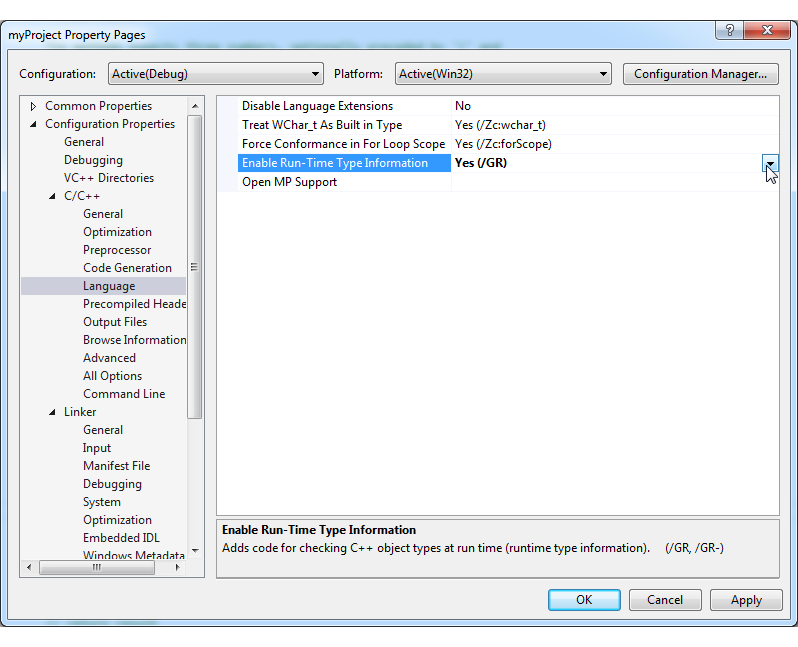 myProject Property Pages
?
Configuration: Active(Debug) Platform: Active(Win32) Configuration Manager...
Common Properties
Configuration Properties
General
Debugging
VC++ Directories
C/C++
General
Optimization
Preprocessor
Code Generation
Language
Precompiled Heade
Output Files
Browse Information
Advanced
All Options
Command Line
Linker
General
Input
Manifest File
Debugging
System
Optimization
Embedded IDL
Windows Metadata
Disable Language Extensions No
Treat WChar_t As Built in Type Yes (/Zc:wchar_t)
Force Conformance in For Loop Scope Yes (/Zc:forScope)
Enable Run-Time Type Information Yes (/GR)
Open MP Support
Enable Run-Time Type Information
Adds code for checking C++ object types at run time (runtime type information). (/GR, /GR-)
OK Cancel Apply